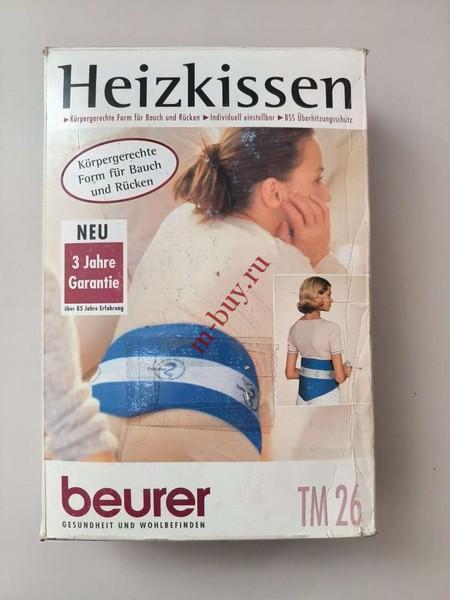 Heizkissen
▸Körpergerechte Form für Bauch und Rücken ▸Individuell einstellbar ▸BSS Überhitzungsschutz
Körpergerechte
Form für Bauch
und Rücken
NEU
3 Jahre
Garantie
über 85 Jahre Erfahrung
m-buy.ru
beurer
GESUNDHEIT UND WOHLBEFINDEN
TM 26